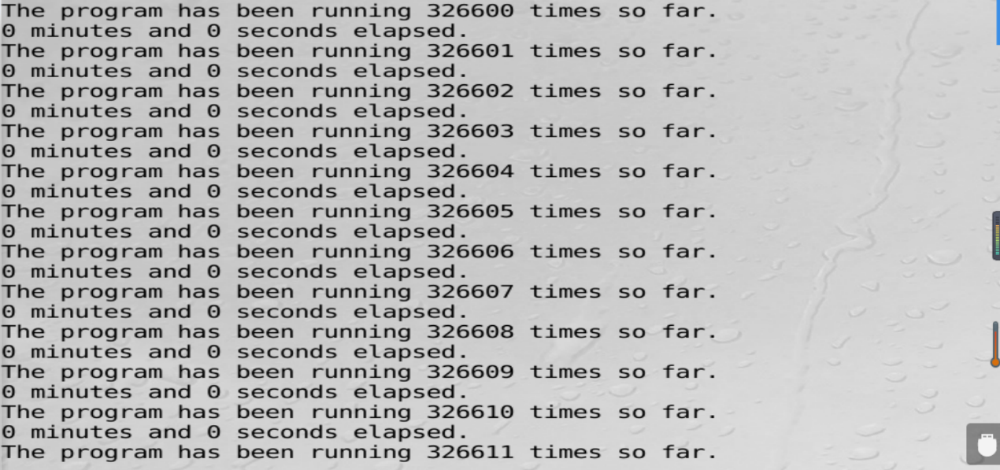 The program has been running 326600 times so far.
0 minutes and 0 seconds elapsed.
The program has been running 326601 times so far.
0 minutes and 0 seconds elapsed.
The program has been running 326602 times so far.
0 minutes and 0 seconds elapsed.
The program has been running 326603 times so far.
0 minutes and 0 seconds elapsed.
The program has been running 326604 times so far.
0 minutes and 0 seconds elapsed.
The program has been running 326605 times so far.
0 minutes and 0 seconds elapsed.
The program has been running 326606 times so far.
0 minutes and 0 seconds elapsed.
The program has been running 326607 times so far.
0 minutes and 0 seconds elapsed.
The program has been running 326608 times so far.
0 minutes and 0 seconds elapsed.
The program has been running 326609 times so far.
0 minutes and 0 seconds elapsed.
The program has been running 326610 times so far.
0 minutes and 0 seconds elapsed.
The program has been running 326611 times so far.